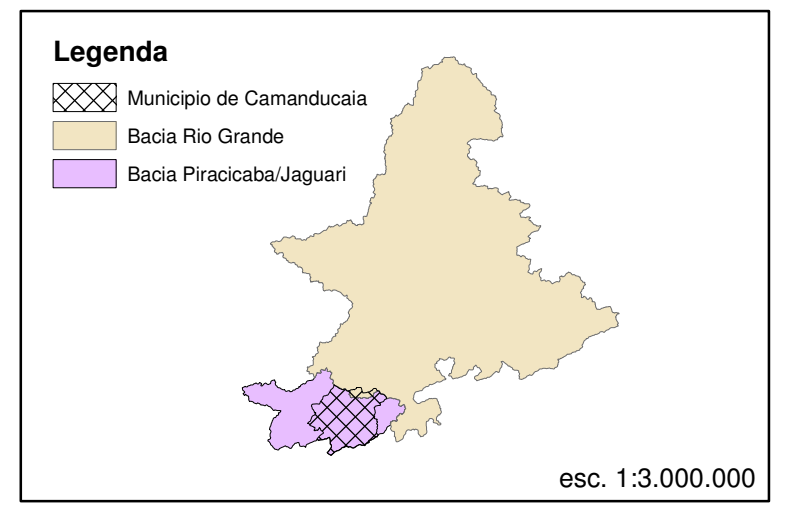 Legenda
Municipio de Camanducaia
Bacia Rio Grande
Bacia Piracicaba/Jaguari
esc. 1:3.000.000